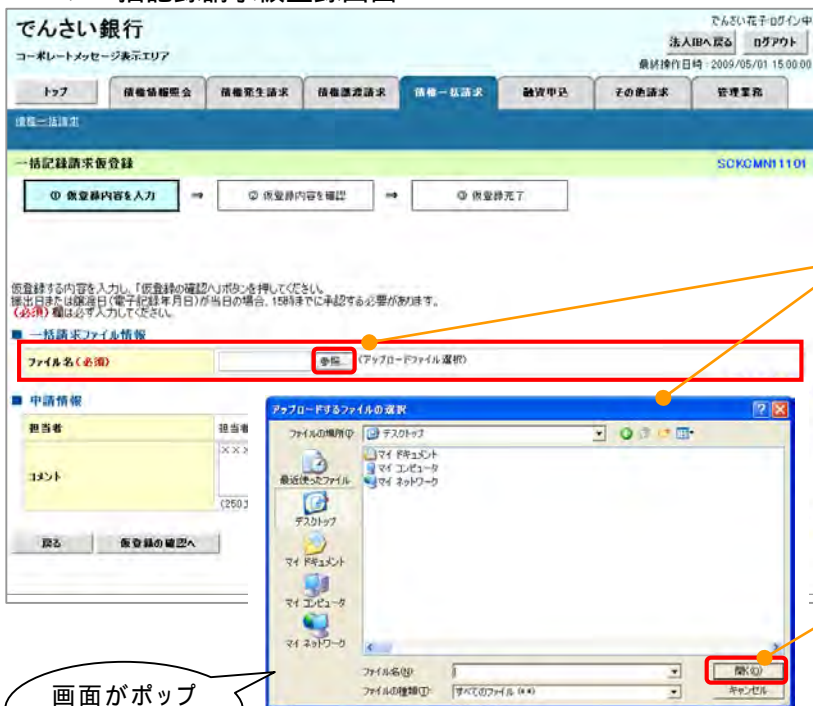 でんさい銀行
コーポレートメッセージ表示エリア
でんさい花子ログイン中
法人IBへ戻る ログアウト
最終操作日時:2009/05/01 15:00:00
トップ 債権情報照会 債権発生請求 債権譲渡請求 債権一括請求 融資申込 その他請求 管理業務
債権一括請求
一括記録請求仮登録
SCKCMN11101
① 仮登録内容を入力 ⇒ ② 仮登録内容を確認 ⇒ ③ 仮登録完了
仮登録する内容を入力し、「仮登録の確認へ」ボタンを押してください。
振出日または譲渡日(電子記録年月日)が当日の場合、15時までに承認する必要があります。
(必須)欄は必ず入力してください。
■ 一括請求ファイル情報
ファイル名(必須) 参照... (アップロードファイル選択)
■ 申請情報
担当者 担当者
コメント ×××
(250
戻る 仮登録の確認へ
アップロードするファイルの選択
ファイルの場所(I): デスクトップ
マイ ドキュメント
マイ コンピュータ
マイ ネットワーク
最近使ったファイル
デスクトップ
マイ ドキュメント
マイ コンピュータ
マイ ネットワーク
ファイル名(N): 開く(O)
ファイルの種類(T): すべてのファイル (*.*) キャンセル
画面がポップ